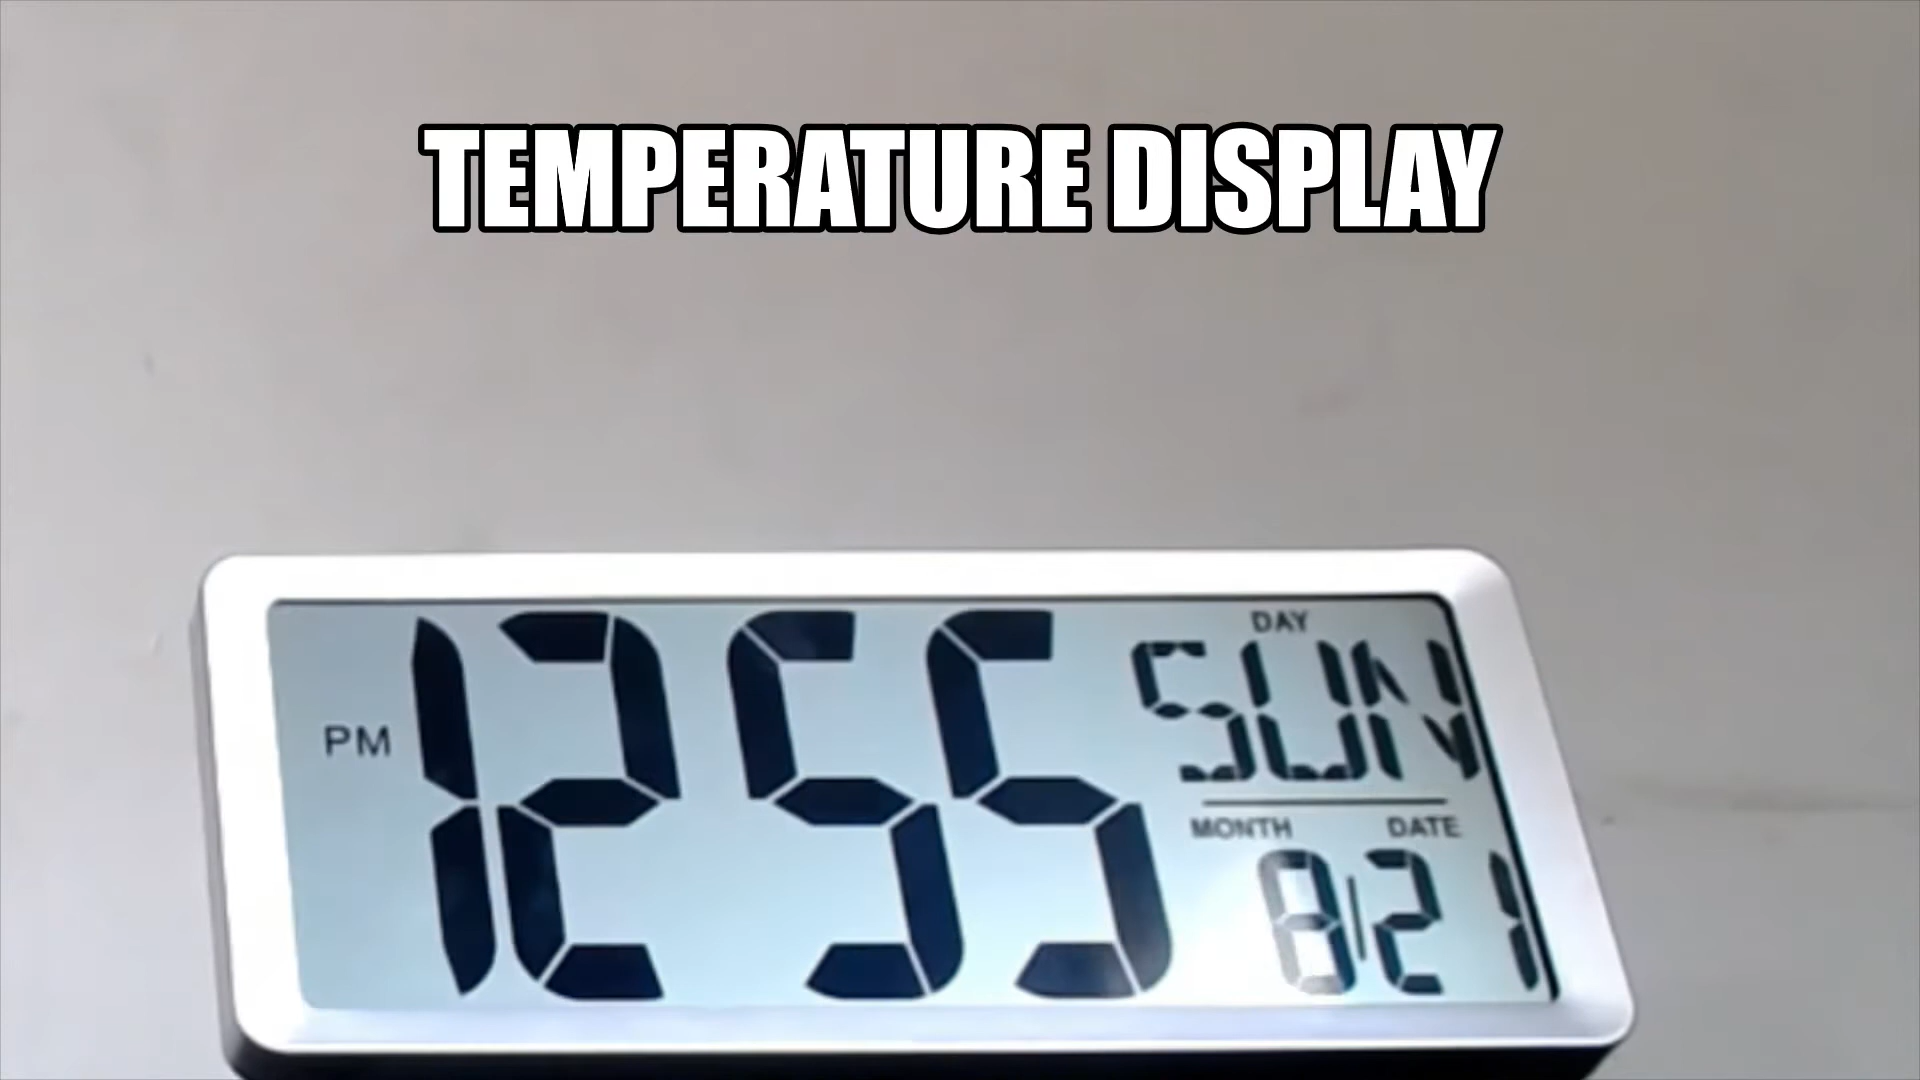 TEMPERATURE DISPLAY
DAY
PM 1255 SUN
MONTH DATE
8/21